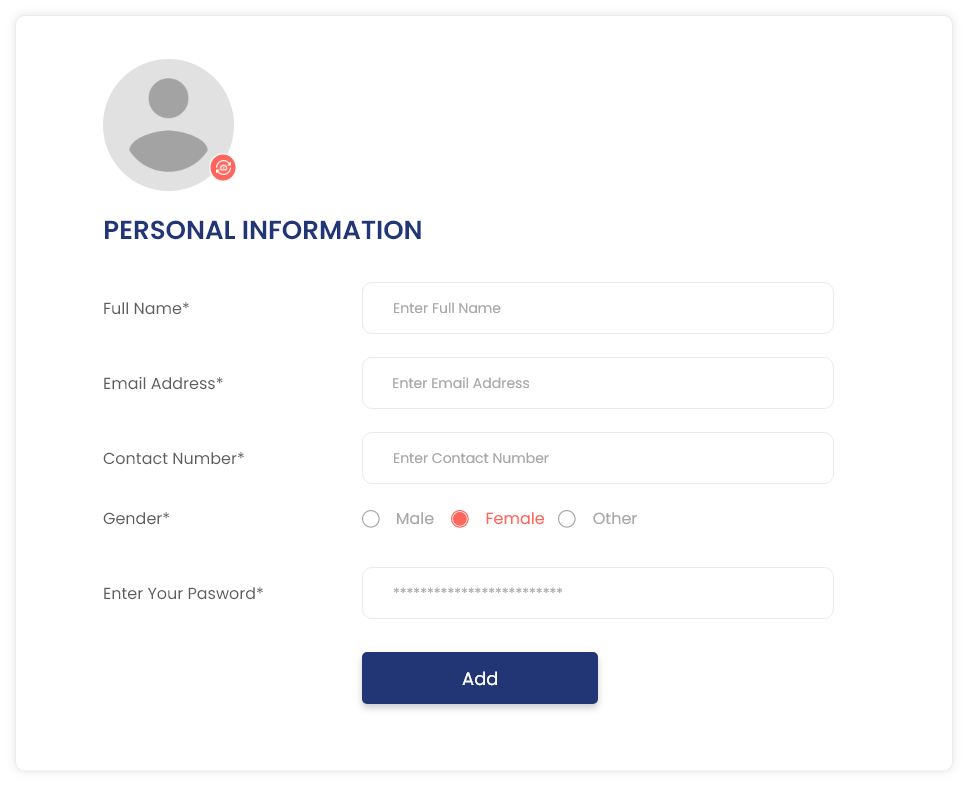 PERSONAL INFORMATION
Full Name* Enter Full Name
Email Address* Enter Email Address
Contact Number* Enter Contact Number
Gender* Male Female Other
Enter Your Pasword* *************************
Add